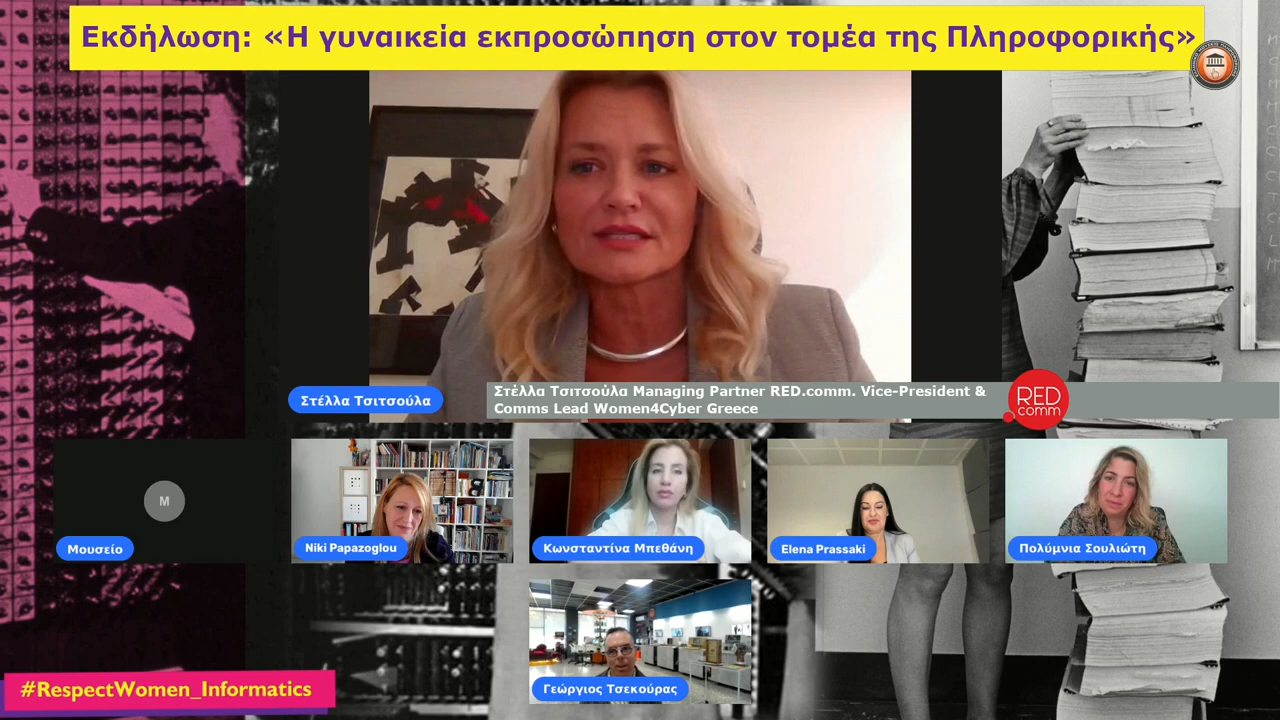 Εκδήλωση: «Η γυναικεία εκπροσώπηση στον τομέα της Πληροφορικής»
Στέλλα Τσιτσούλα
Στέλλα Τσιτσούλα Managing Partner RED.comm. Vice-President &
Comms Lead Women4Cyber Greece
RED
comm
M
Μουσείο
Niki Papazoglou
Κωνσταντίνα Μπεθάνη
Elena Prassaki
Πολύμνια Σουλιώτη
Γεώργιος Τσεκούρας
#RespectWomen_Informatics